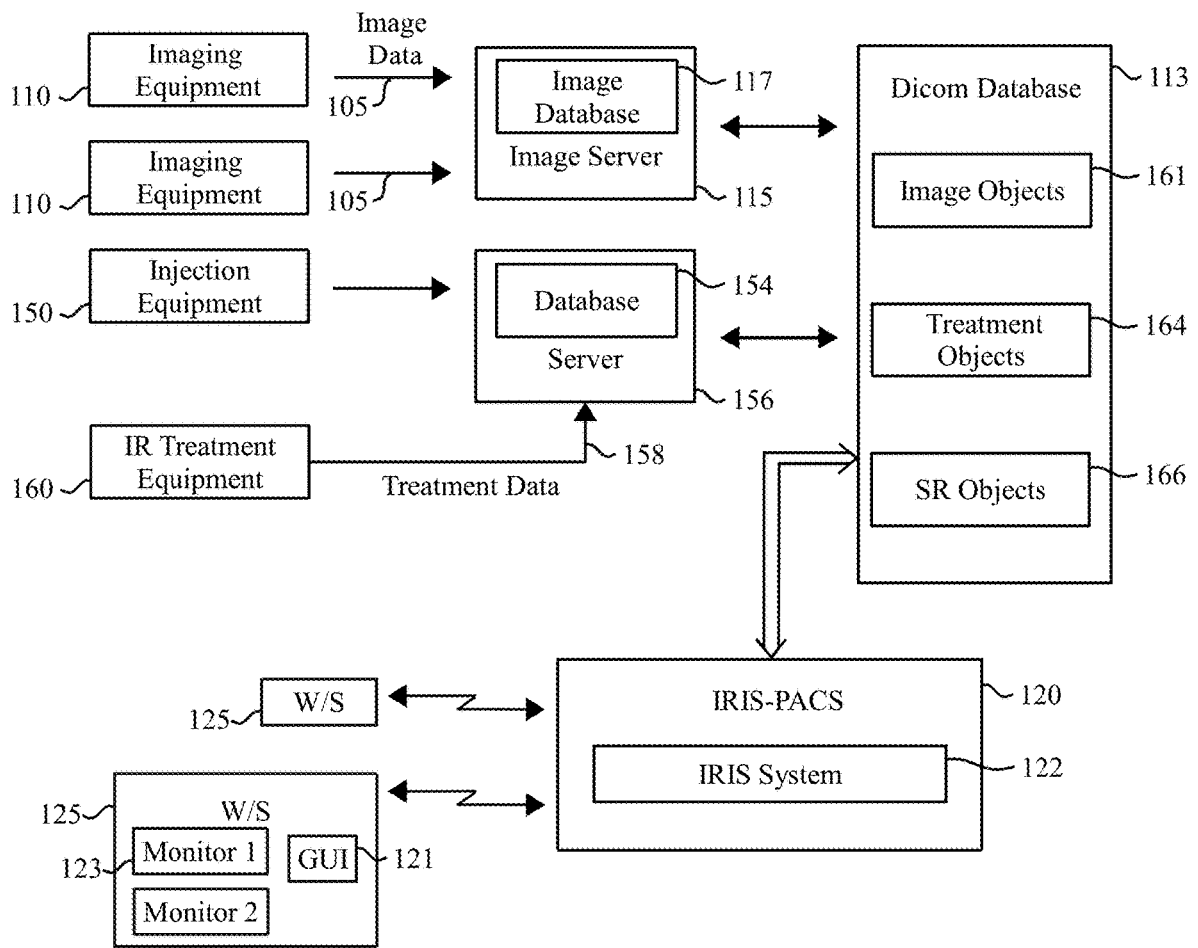 Imaging
Equipment
110
Image
Data
105
Image
Database
117
Image Server
115
Dicom Database
113
Imaging
Equipment
110
105
Image Objects
161
Injection
Equipment
150
Database
154
Server
156
Treatment
Objects
164
IR Treatment
Equipment
160
158
Treatment Data
SR Objects
166
W/S
125
IRIS-PACS
120
IRIS System
122
125
W/S
Monitor 1
123
GUI
121
Monitor 2